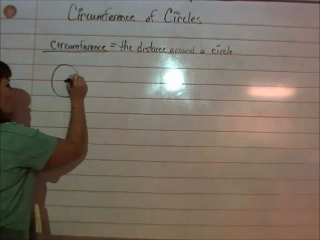 Circumference of Circles
circumference = the distance around a circle